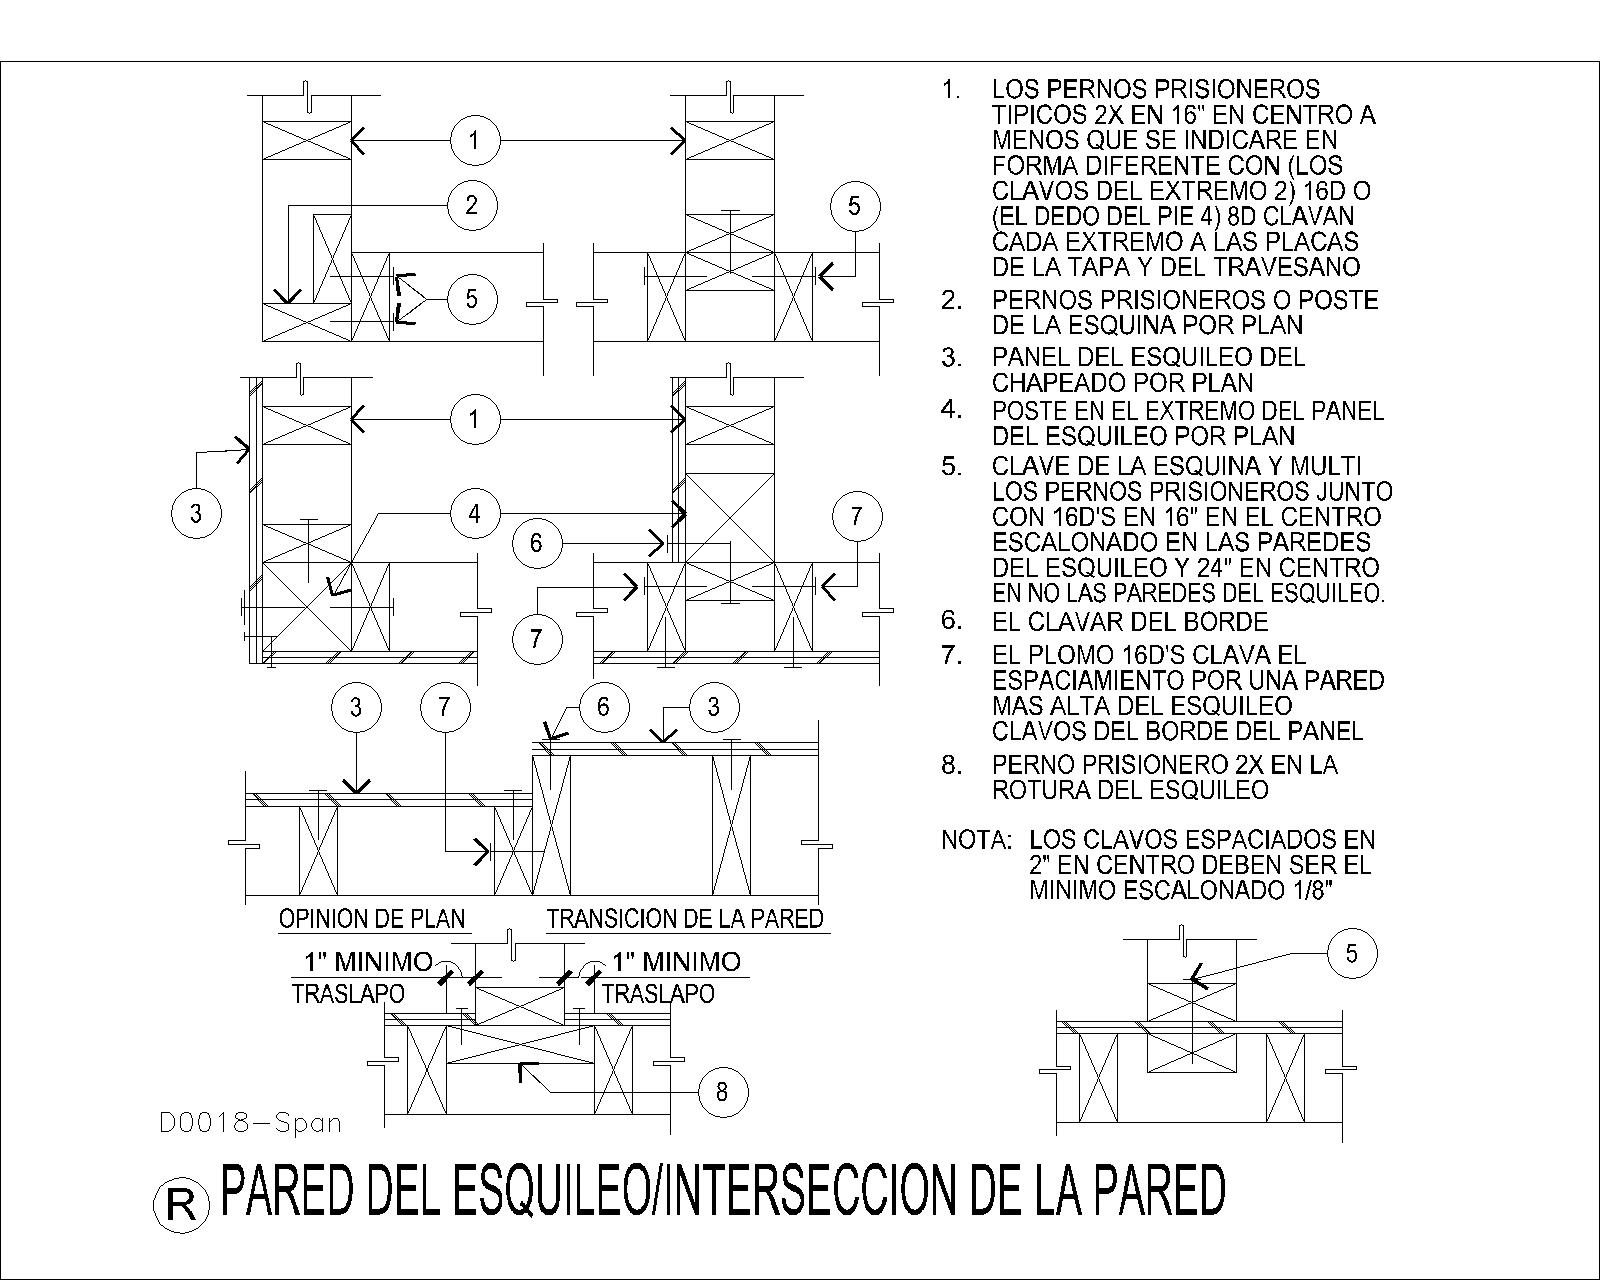 1. LOS PERNOS PRISIONEROS
TIPICOS 2X EN 16" EN CENTRO A
MENOS QUE SE INDICARE EN
FORMA DIFERENTE CON (LOS
CLAVOS DEL EXTREMO 2) 16D O
(EL DEDO DEL PIE 4) 8D CLAVAN
CADA EXTREMO A LAS PLACAS
DE LA TAPA Y DEL TRAVESANO
2. PERNOS PRISIONEROS O POSTE
DE LA ESQUINA POR PLAN
3. PANEL DEL ESQUILEO DEL
CHAPEADO POR PLAN
4. POSTE EN EL EXTREMO DEL PANEL
DEL ESQUILEO POR PLAN
5. CLAVE DE LA ESQUINA Y MULTI
LOS PERNOS PRISIONEROS JUNTO
CON 16D'S EN 16" EN EL CENTRO
ESCALONADO EN LAS PAREDES
DEL ESQUILEO Y 24" EN CENTRO
EN NO LAS PAREDES DEL ESQUILEO.
6. EL CLAVAR DEL BORDE
7. EL PLOMO 16D'S CLAVA EL
ESPACIAMIENTO POR UNA PARED
MAS ALTA DEL ESQUILEO
CLAVOS DEL BORDE DEL PANEL
8. PERNO PRISIONERO 2X EN LA
ROTURA DEL ESQUILEO
NOTA: LOS CLAVOS ESPACIADOS EN
2" EN CENTRO DEBEN SER EL
MINIMO ESCALONADO 1/8"
1
2
5
5
1
3
4
6
7
7
3
7
6
3
OPINION DE PLAN
TRANSICION DE LA PARED
1" MINIMO
TRASLAPO
1" MINIMO
TRASLAPO
8
5
D0018-Span
R PARED DEL ESQUILEO/INTERSECCION DE LA PARED